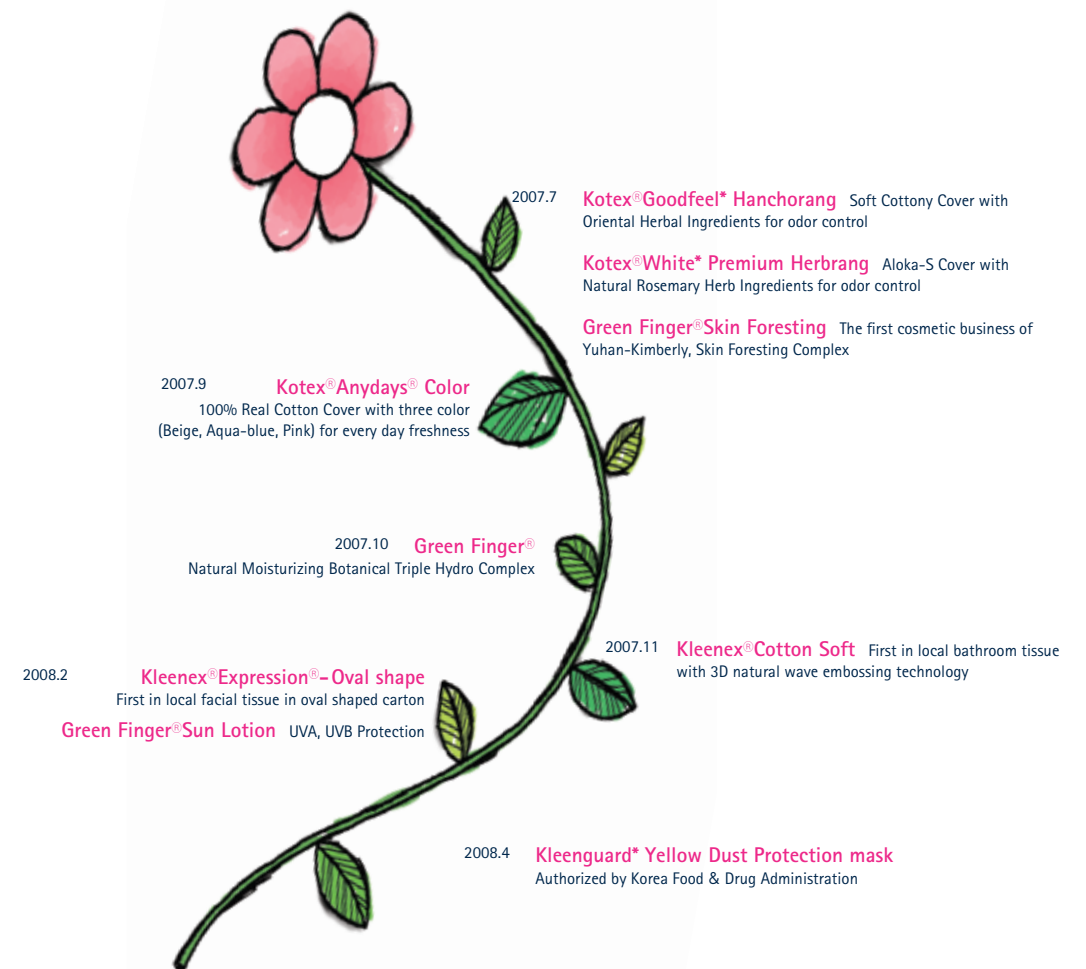 2007.7 Kotex®Goodfeel* Hanchorang Soft Cottony Cover with
Oriental Herbal Ingredients for odor control
Kotex®White* Premium Herbrang Aloka-S Cover with
Natural Rosemary Herb Ingredients for odor control
Green Finger®Skin Foresting The first cosmetic business of
Yuhan-Kimberly, Skin Foresting Complex
2007.9 Kotex®Anydays® Color
100% Real Cotton Cover with three color
(Beige, Aqua-blue, Pink) for every day freshness
2007.10 Green Finger®
Natural Moisturizing Botanical Triple Hydro Complex
2007.11 Kleenex®Cotton Soft First in local bathroom tissue
with 3D natural wave embossing technology
2008.2 Kleenex®Expression®-Oval shape
First in local facial tissue in oval shaped carton
Green Finger®Sun Lotion UVA, UVB Protection
2008.4 Kleenguard* Yellow Dust Protection mask
Authorized by Korea Food & Drug Administration